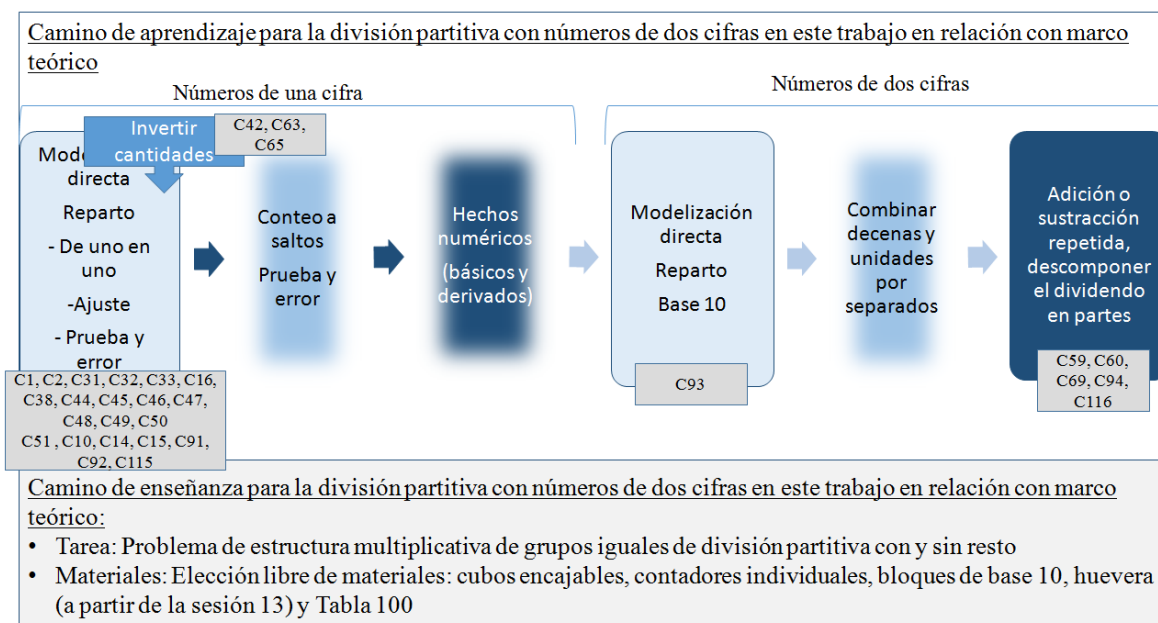 Camino de aprendizaje para la división partitiva con números de dos cifras en este trabajo en relación con marco
teórico
Números de una cifra
Números de dos cifras
Invertir
cantidades
C42, C63,
C65
directa
Reparto
- De uno en
uno
-Ajuste
- Prueba y
error
C1, C2, C31, C32, C33, C16,
C38, C44, C45, C46, C47,
C48, C49, C50
C51 , C10, C14, C15, C91,
C92, C115
Conteo a
saltos
Prueba y
error
Hechos
numéricos
(básicos y
derivados)
Modelización
directa
Reparto
Base 10
C93
Combinar
decenas y
unidades
por
separados
Adición o
sustracción
repetida,
descomponer
el dividendo
en partes
C59, C60,
C69, C94,
C116
Camino de enseñanza para la división partitiva con números de dos cifras en este trabajo en relación con marco
teórico:
• Tarea: Problema de estructura multiplicativa de grupos iguales de división partitiva con y sin resto
• Materiales: Elección libre de materiales: cubos encajables, contadores individuales, bloques de base 10, huevera
(a partir de la sesión 13) y Tabla 100